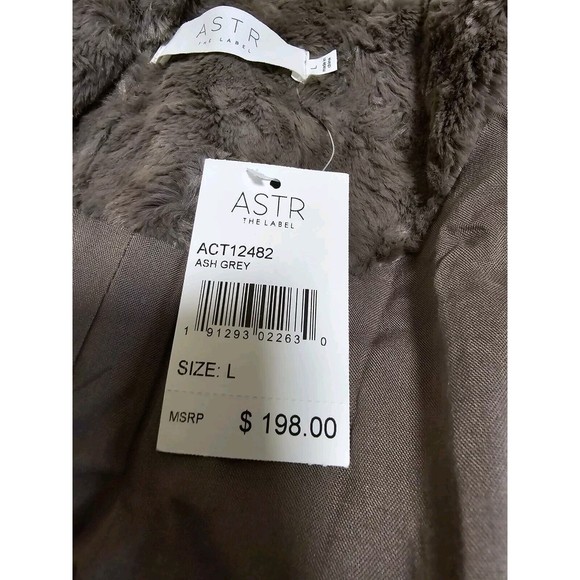 ASTR
THE LABEL
L
ASTR
THE LABEL
ACT12482
ASH GREY
1 91293 02263 0
SIZE: L
MSRP $ 198.00